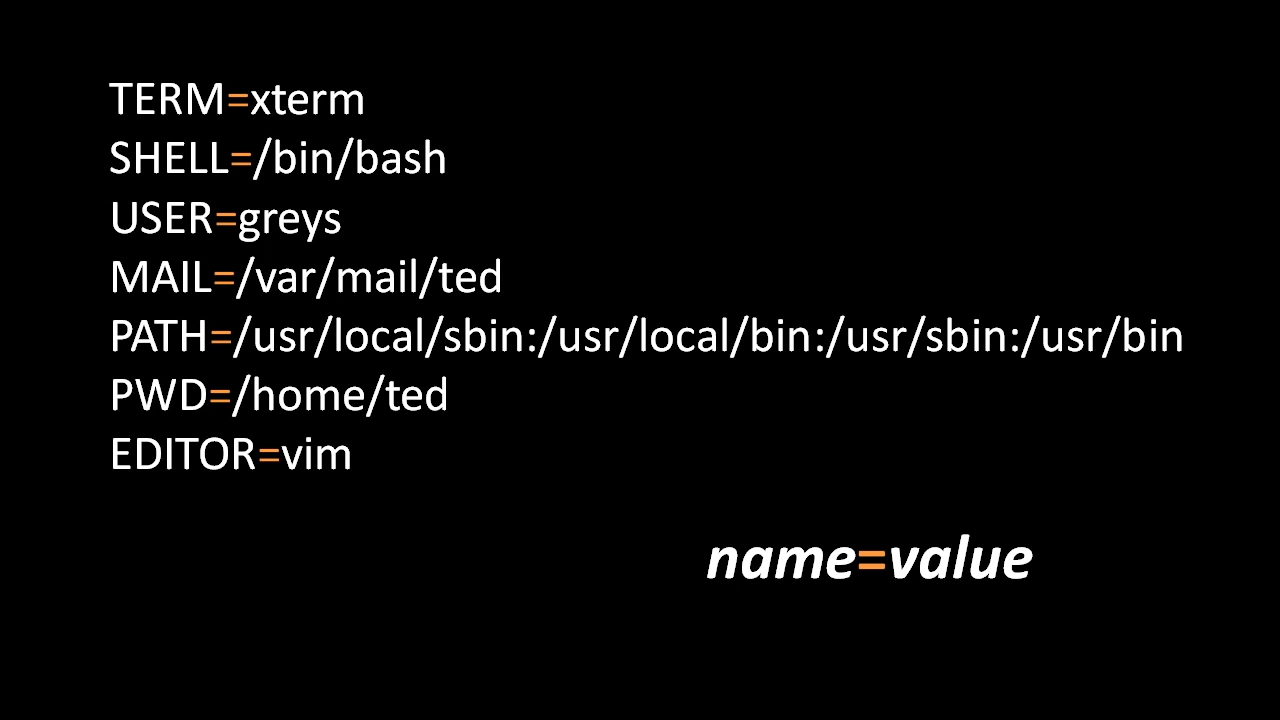 TERM=xterm
SHELL=/bin/bash
USER=greys
MAIL=/var/mail/ted
PATH=/usr/local/sbin:/usr/local/bin:/usr/sbin:/usr/bin
PWD=/home/ted
EDITOR=vim
name=value